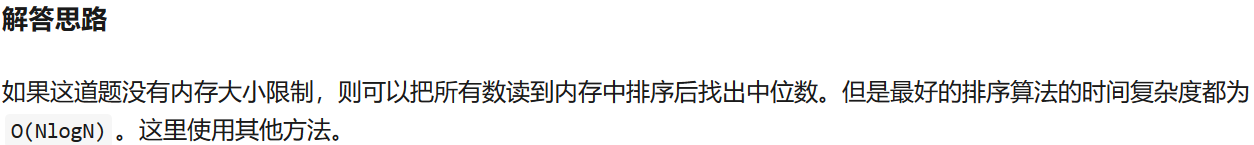 解答思路
如果这道题没有内存大小限制，则可以把所有数读到内存中排序后找出中位数。但是最好的排序算法的时间复杂度都为
O(NlogN) 。这里使用其他方法。